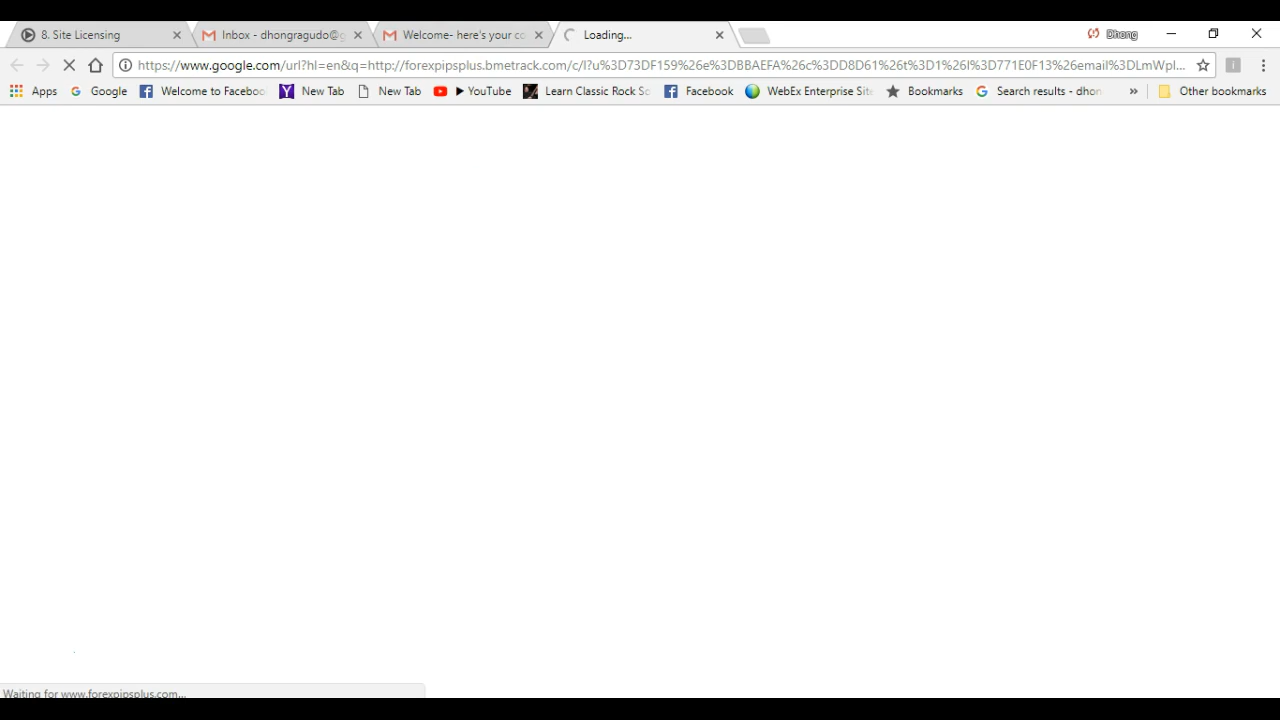 8. Site Licensing
Inbox - dhongragudo@g
Welcome- here's your co
Loading...
Dhong
https://www.google.com/url?hl=en&q=http://forexpipsplus.bmetrack.com/c/l?u%3D73DF159%26e%3DBBAEFA%26c%3DD8D61%26t%3D1%26l%3D771E0F13%26email%3DLmWpl...
Apps
Google
Welcome to Faceboo
New Tab
New Tab
▶ YouTube
Learn Classic Rock Sc
Facebook
WebEx Enterprise Site
Bookmarks
Search results - dhon
»
Other bookmarks
Waiting for www.forexpipsplus.com...